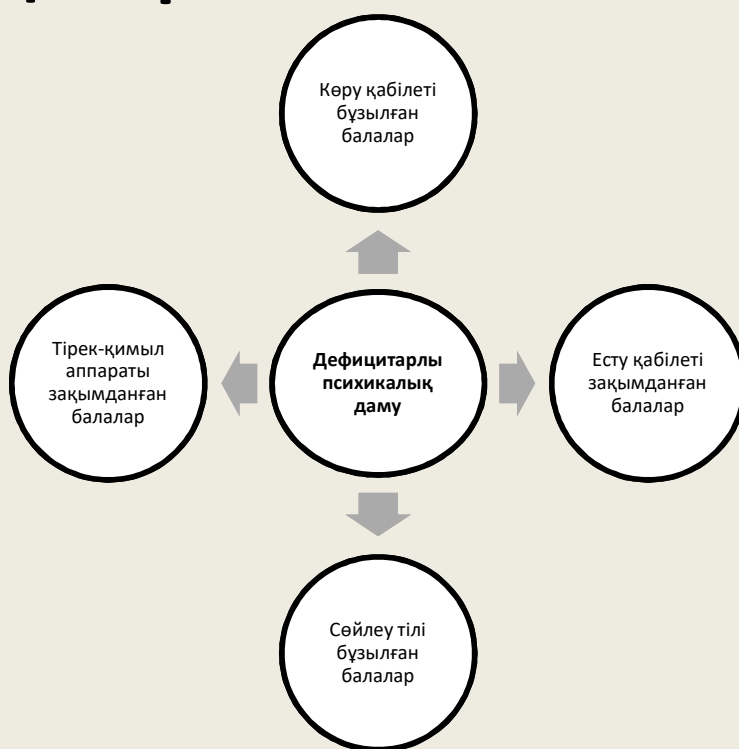 Көру қабілеті
бұзылған
балалар
Тірек-қимыл
аппараты
зақымданған
балалар
Дефицитарлы
психикалық
даму
Есту қабілеті
зақымданған
балалар
Сөйлеу тілі
бұзылған
балалар